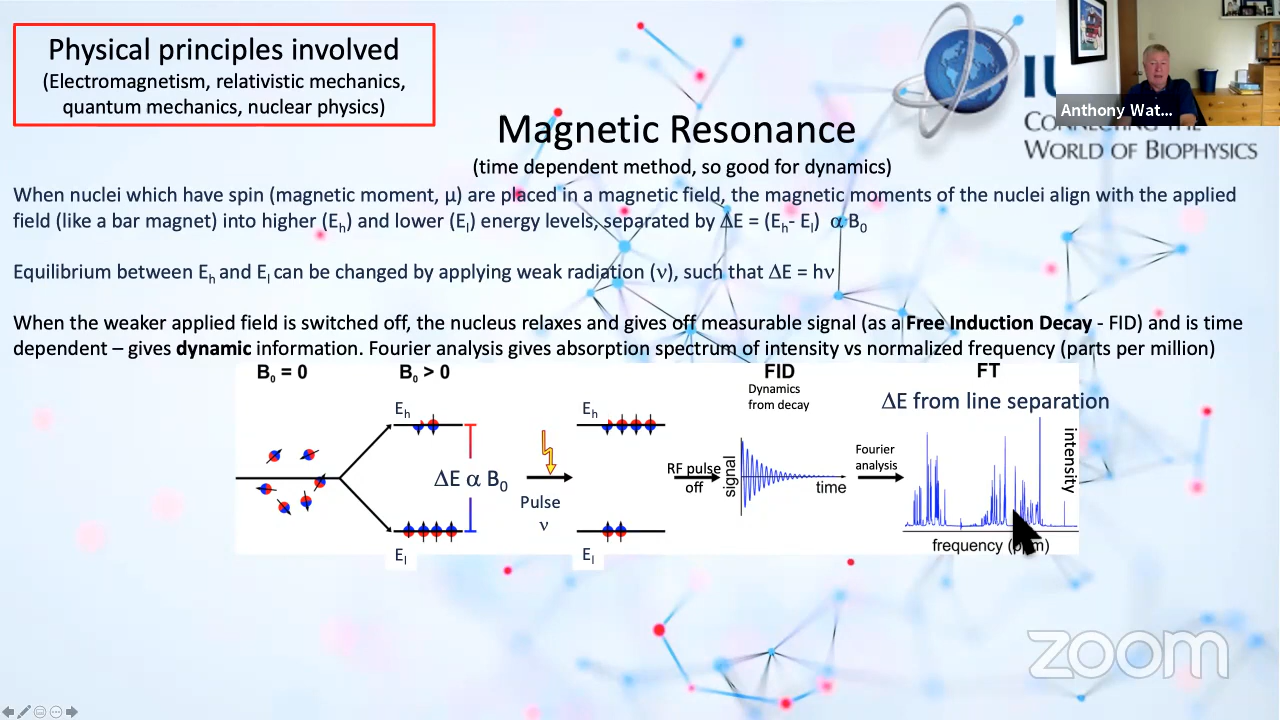 Physical principles involved
(Electromagnetism, relativistic mechanics,
quantum mechanics, nuclear physics)
IU
Anthony Wat...
CONNECTING THE
WORLD OF BIOPHYSICS
Magnetic Resonance
(time dependent method, so good for dynamics)
When nuclei which have spin (magnetic moment, μ) are placed in a magnetic field, the magnetic moments of the nuclei align with the applied
field (like a bar magnet) into higher (Eh) and lower (El) energy levels, separated by ΔE = (Eh- El) α B0
Equilibrium between Eh and El can be changed by applying weak radiation (ν), such that ΔE = hν
When the weaker applied field is switched off, the nucleus relaxes and gives off measurable signal (as a Free Induction Decay - FID) and is time
dependent – gives dynamic information. Fourier analysis gives absorption spectrum of intensity vs normalized frequency (parts per million)
B0 = 0
B0 > 0
FID
FT
Dynamics
from decay
ΔE from line separation
Eh
Eh
ΔE α B0
Pulse
ν
RF pulse
off
signal
time
Fourier
analysis
intensity
frequency (ppm)
El
El
zoom